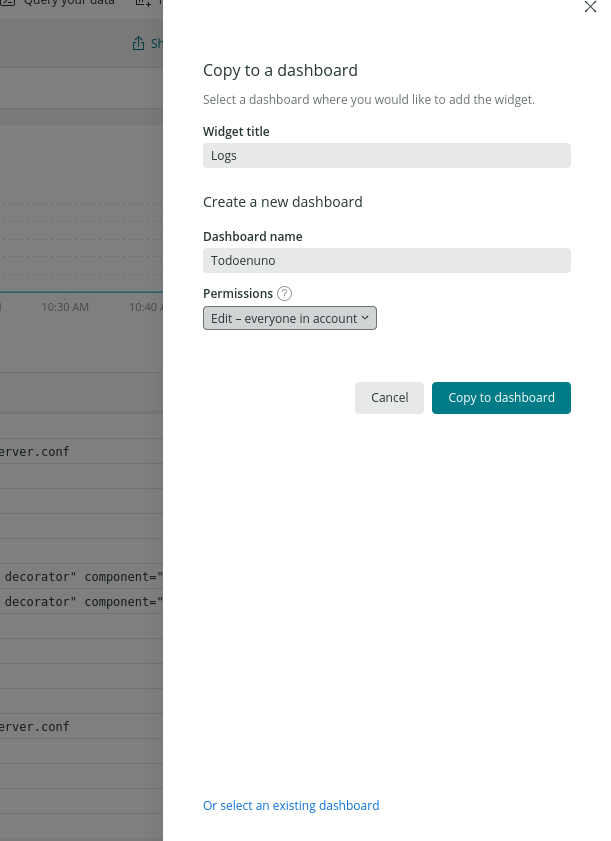 Query your data
Sh
Copy to a dashboard
Select a dashboard where you would like to add the widget.
Widget title
Logs
Create a new dashboard
Dashboard name
Todoenuno
Permissions ?
Edit – everyone in account
Cancel
Copy to dashboard
10:30 AM
10:40 A
erver.conf
decorator" component="
decorator" component="
erver.conf
Or select an existing dashboard